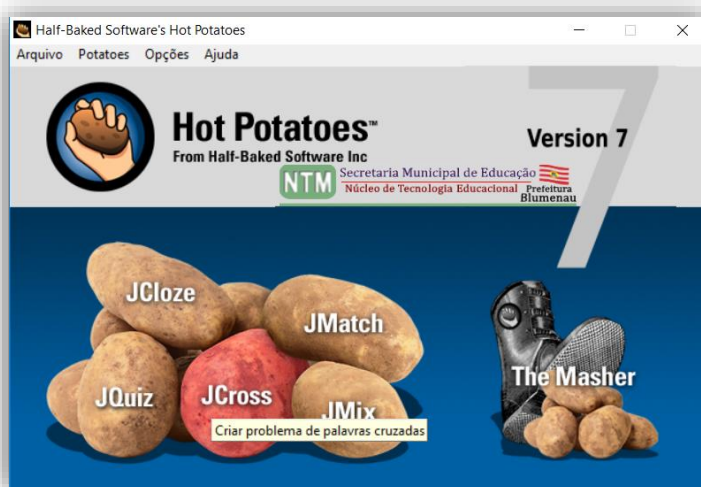 Half-Baked Software's Hot Potatoes
Arquivo Potatoes Opções Ajuda
Hot Potatoes™
From Half-Baked Software Inc
Version 7
7
NTM
Secretaria Municipal de Educação
Núcleo de Tecnologia Educacional
Prefeitura
Blumenau
JCloze
JMatch
JQuiz
JCross
JMix
The Masher
Criar problema de palavras cruzadas